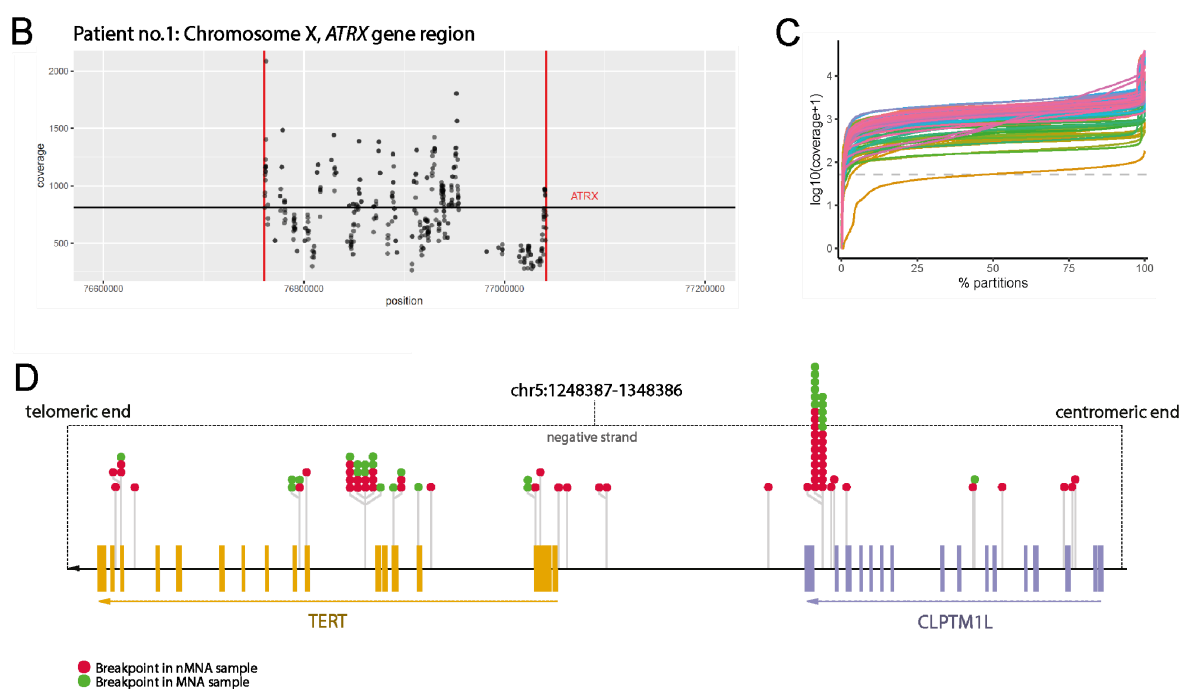 B
Patient no.1: Chromosome X, ATRX gene region
coverage
2000
1500
1000
500
ATRX
76600000 76800000 77000000 77200000
position
C
log10(coverage+1)
4
3
2
1
0
0 25 50 75 100
% partitions
D
chr5:1248387-1348386
telomeric end
centromeric end
negative strand
TERT
CLPTM1L
Breakpoint in nMNA sample
Breakpoint in MNA sample